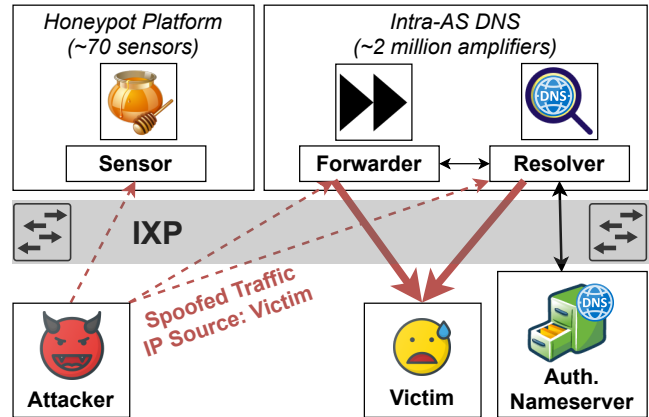 Honeypot Platform
(~70 sensors)
Intra-AS DNS
(~2 million amplifiers)
DNS
Sensor
Forwarder
Resolver
IXP
Spoofed Traffic
IP Source: Victim
DNS
Attacker
Victim
Auth.
Nameserver